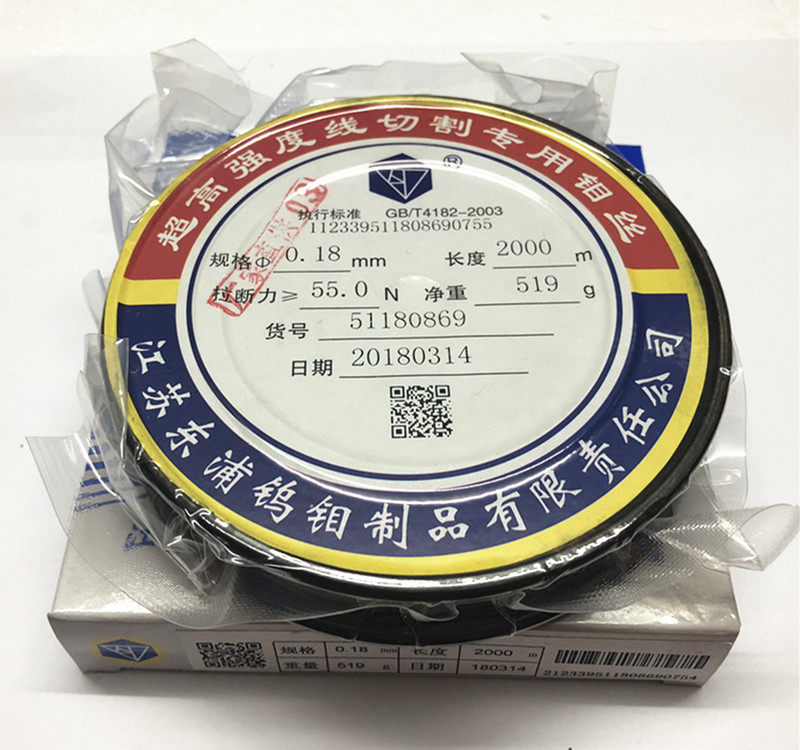 超高强度线切割专用钼丝
®
执行标准 GB/T4182-2003
112339511808690755
规格Φ 0.18 mm 长度 2000 m
拉断力≥ 55.0 N 净重 519 g
货号 51180869
日期 20180314
江苏东浦钨钼制品有限责任公司
规格 0.18 mm 长度 2000 m
重量 519 g 日期 180314
212339511808690754